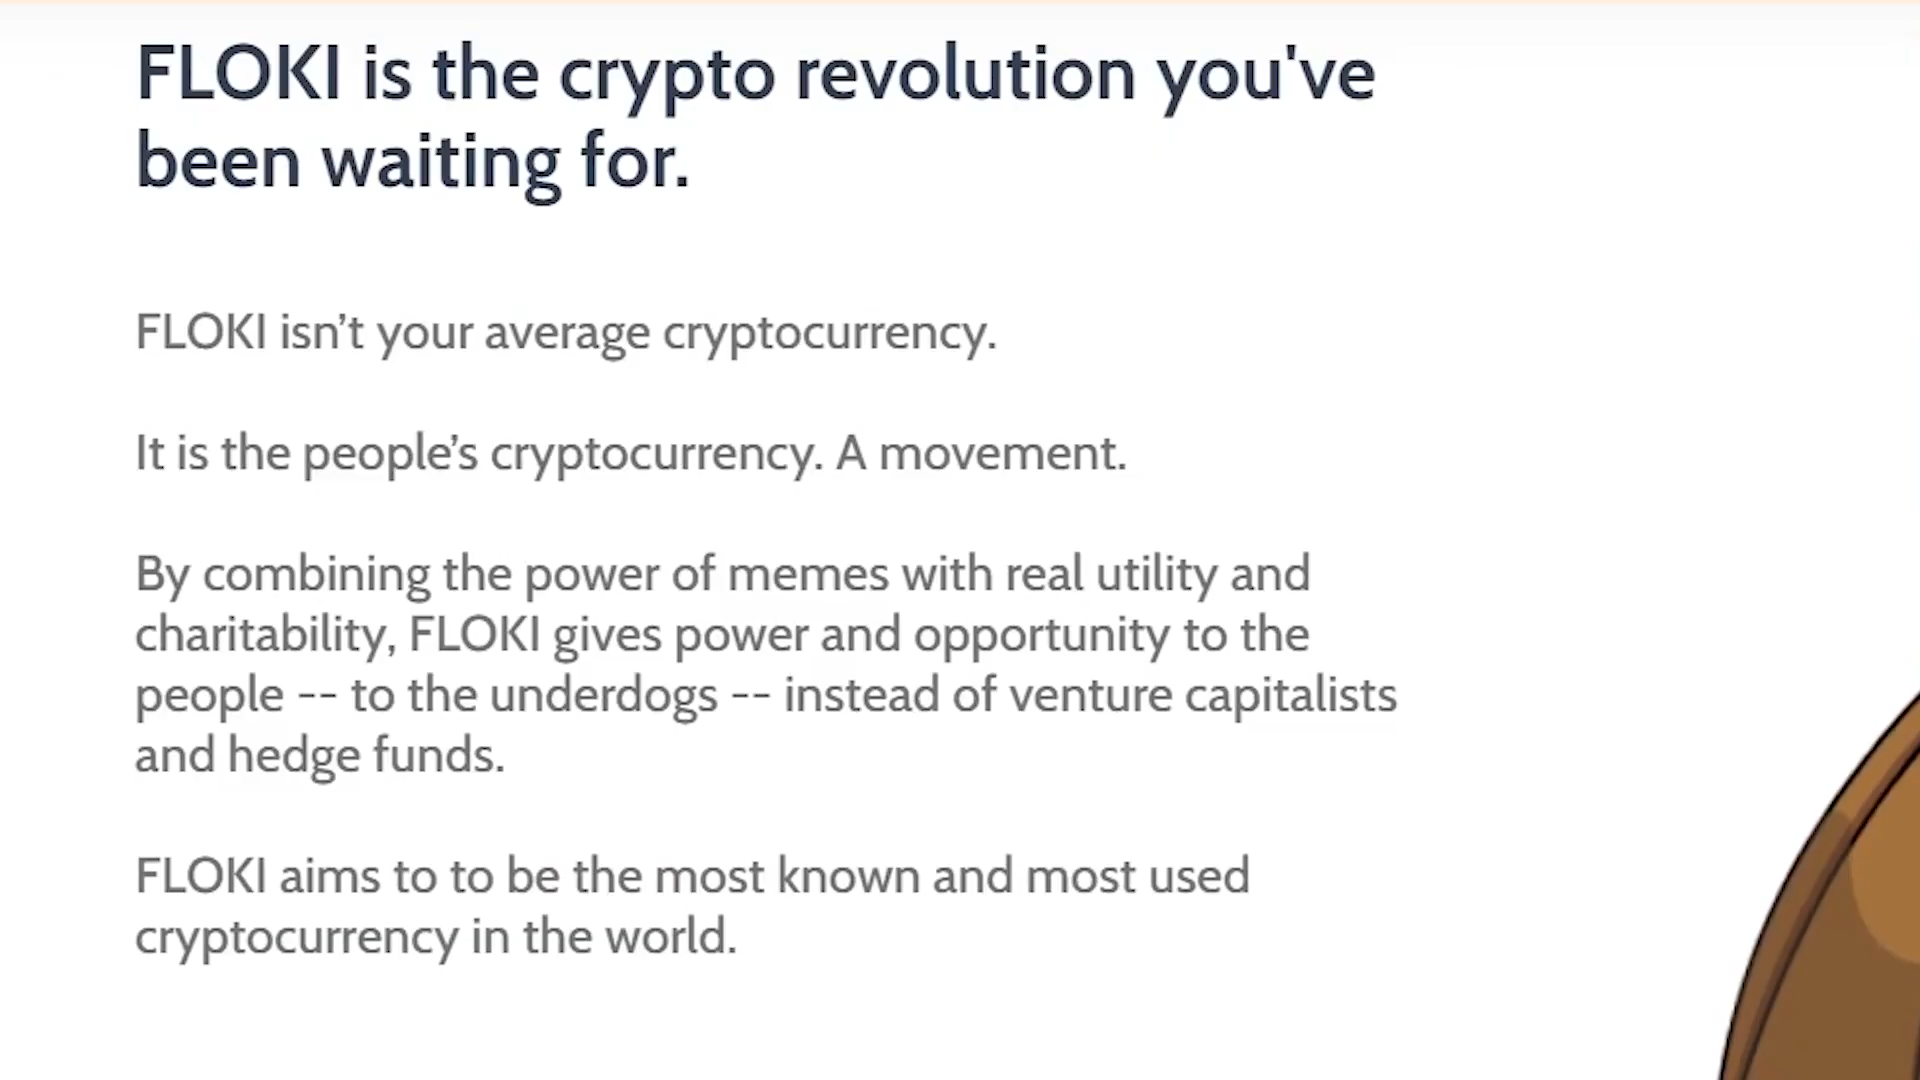 FLOKI is the crypto revolution you've
been waiting for.
FLOKI isn’t your average cryptocurrency.
It is the people’s cryptocurrency. A movement.
By combining the power of memes with real utility and
charitability, FLOKI gives power and opportunity to the
people -- to the underdogs -- instead of venture capitalists
and hedge funds.
FLOKI aims to to be the most known and most used
cryptocurrency in the world.